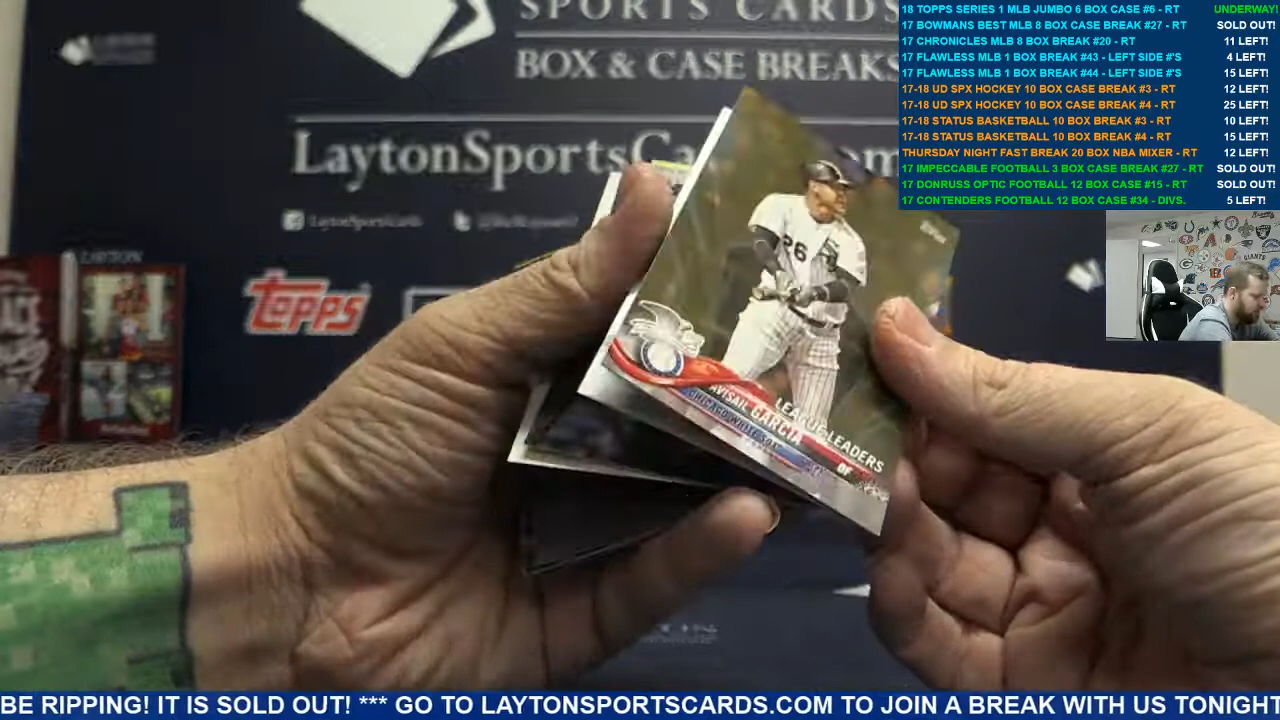 SPORTS CARDS
BOX & CASE BREAKS
LaytonSportsCa
om
LaytonSportsCards
LAYTON
TOPPS
18 TOPPS SERIES 1 MLB JUMBO 6 BOX CASE #6 - RT UNDERWAY!
17 BOWMANS BEST MLB 8 BOX CASE BREAK #27 - RT SOLD OUT!
17 CHRONICLES MLB 8 BOX BREAK #20 - RT 11 LEFT!
17 FLAWLESS MLB 1 BOX BREAK #43 - LEFT SIDE #'S 4 LEFT!
17 FLAWLESS MLB 1 BOX BREAK #44 - LEFT SIDE #'S 15 LEFT!
17-18 UD SPX HOCKEY 10 BOX CASE BREAK #3 - RT 12 LEFT!
17-18 UD SPX HOCKEY 10 BOX CASE BREAK #4 - RT 25 LEFT!
17-18 STATUS BASKETBALL 10 BOX BREAK #3 - RT 10 LEFT!
17-18 STATUS BASKETBALL 10 BOX BREAK #4 - RT 15 LEFT!
THURSDAY NIGHT FAST BREAK 20 BOX NBA MIXER - RT 12 LEFT!
17 IMPECCABLE FOOTBALL 3 BOX CASE BREAK #27 - RT SOLD OUT!
17 DONRUSS OPTIC FOOTBALL 12 BOX CASE #15 - RT SOLD OUT!
17 CONTENDERS FOOTBALL 12 BOX CASE #34 - DIVS. 5 LEFT!
GIANTS
Topps
26
LEAGUE LEADERS
AVISAIL GARCIA
OF
CHICAGO WHITE SOX
BE RIPPING! IT IS SOLD OUT! *** GO TO LAYTONSPORTSCARDS.COM TO JOIN A BREAK WITH US TONIGHT